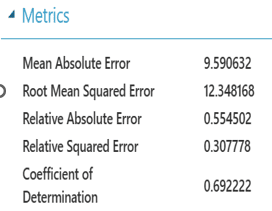 Metrics
Mean Absolute Error 9.590632
Root Mean Squared Error 12.348168
Relative Absolute Error 0.554502
Relative Squared Error 0.307778
Coefficient of
Determination 0.692222